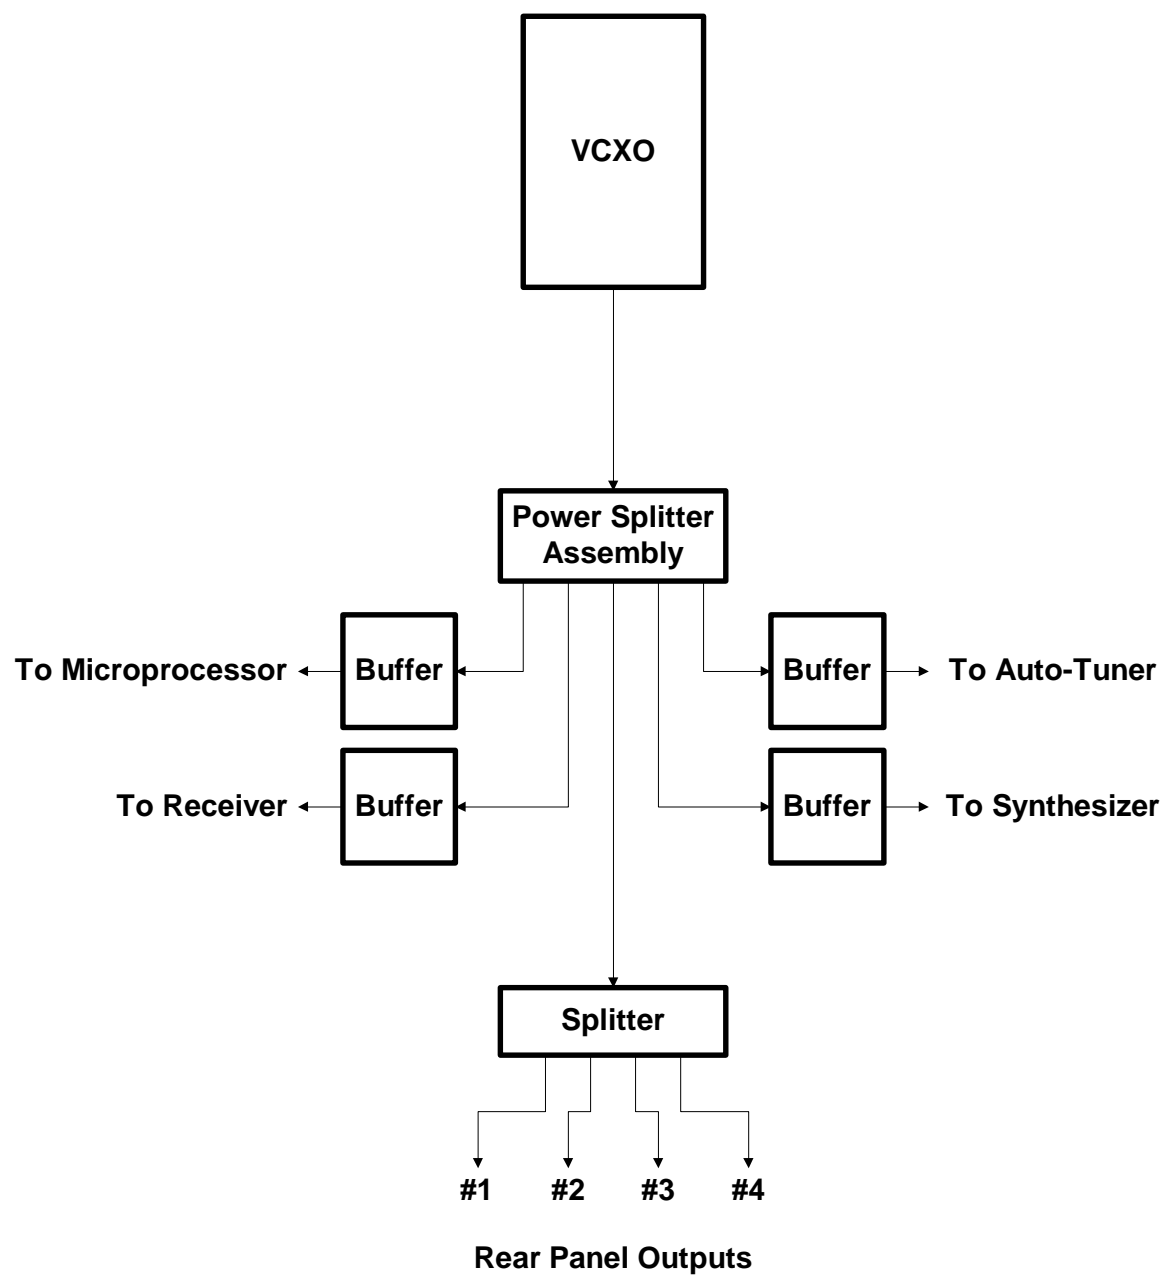 VCXO
Power Splitter
Assembly
To Microprocessor
Buffer
Buffer
To Auto-Tuner
To Receiver
Buffer
Buffer
To Synthesizer
Splitter
#1
#2
#3
#4
Rear Panel Outputs